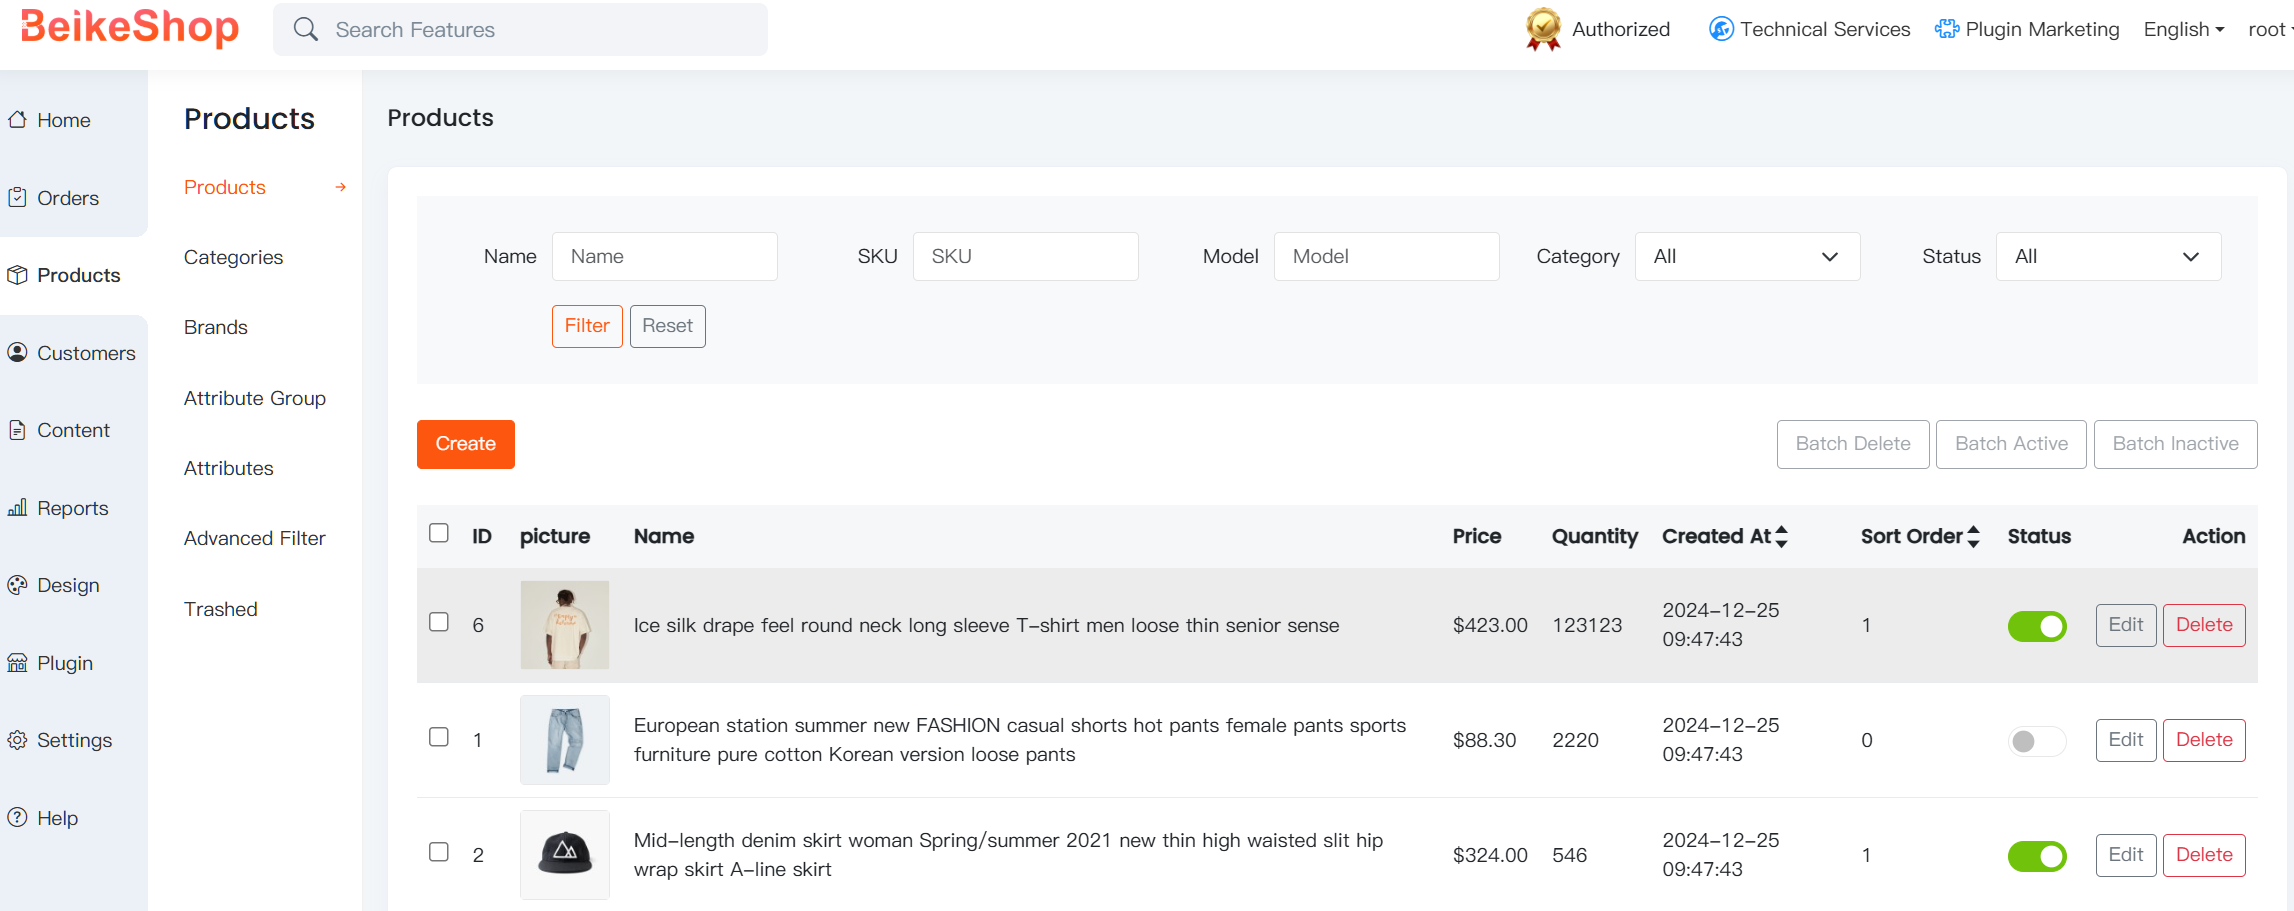 BeikeShop
Search Features
Authorized
Technical Services
Plugin Marketing
English
root
Home
Orders
Products
Customers
Content
Reports
Design
Plugin
Settings
Help
Products
Products
Categories
Brands
Attribute Group
Attributes
Advanced Filter
Trashed
Products
Name Name SKU SKU Model Model Category All Status All
Filter Reset
Create Batch Delete Batch Active Batch Inactive
ID picture Name Price Quantity Created At Sort Order Status Action
6 Ice silk drape feel round neck long sleeve T-shirt men loose thin senior sense $423.00 123123 2024-12-25
09:47:43 1 Edit Delete
1 European station summer new FASHION casual shorts hot pants female pants sports
furniture pure cotton Korean version loose pants $88.30 2220 2024-12-25
09:47:43 0 Edit Delete
2 Mid-length denim skirt woman Spring/summer 2021 new thin high waisted slit hip
wrap skirt A-line skirt $324.00 546 2024-12-25
09:47:43 1 Edit Delete